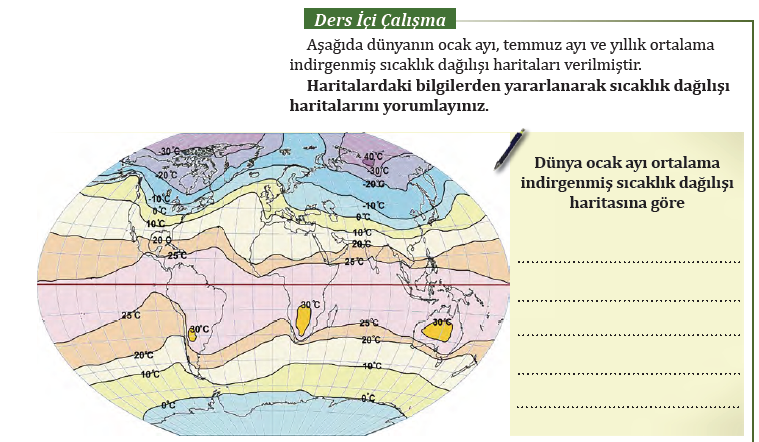 Ders İçi Çalışma
Aşağıda dünyanın ocak ayı, temmuz ayı ve yıllık ortalama
indirgenmiş sıcaklık dağılışı haritaları verilmiştir.
Haritalardaki bilgilerden yararlanarak sıcaklık dağılışı
haritalarını yorumlayınız.
Dünya ocak ayı ortalama
indirgenmiş sıcaklık dağılışı
haritasına göre
-30°C
-20°C
-10°C
0°C
10°C
20°C
25°C
40°C
-30°C
-20°C
-10°C
0°C
10°C
20°C
25°C
25°C
30°C
30°C
30°C
25°C
20°C
20°C
10°C
10°C
0°C
0°C